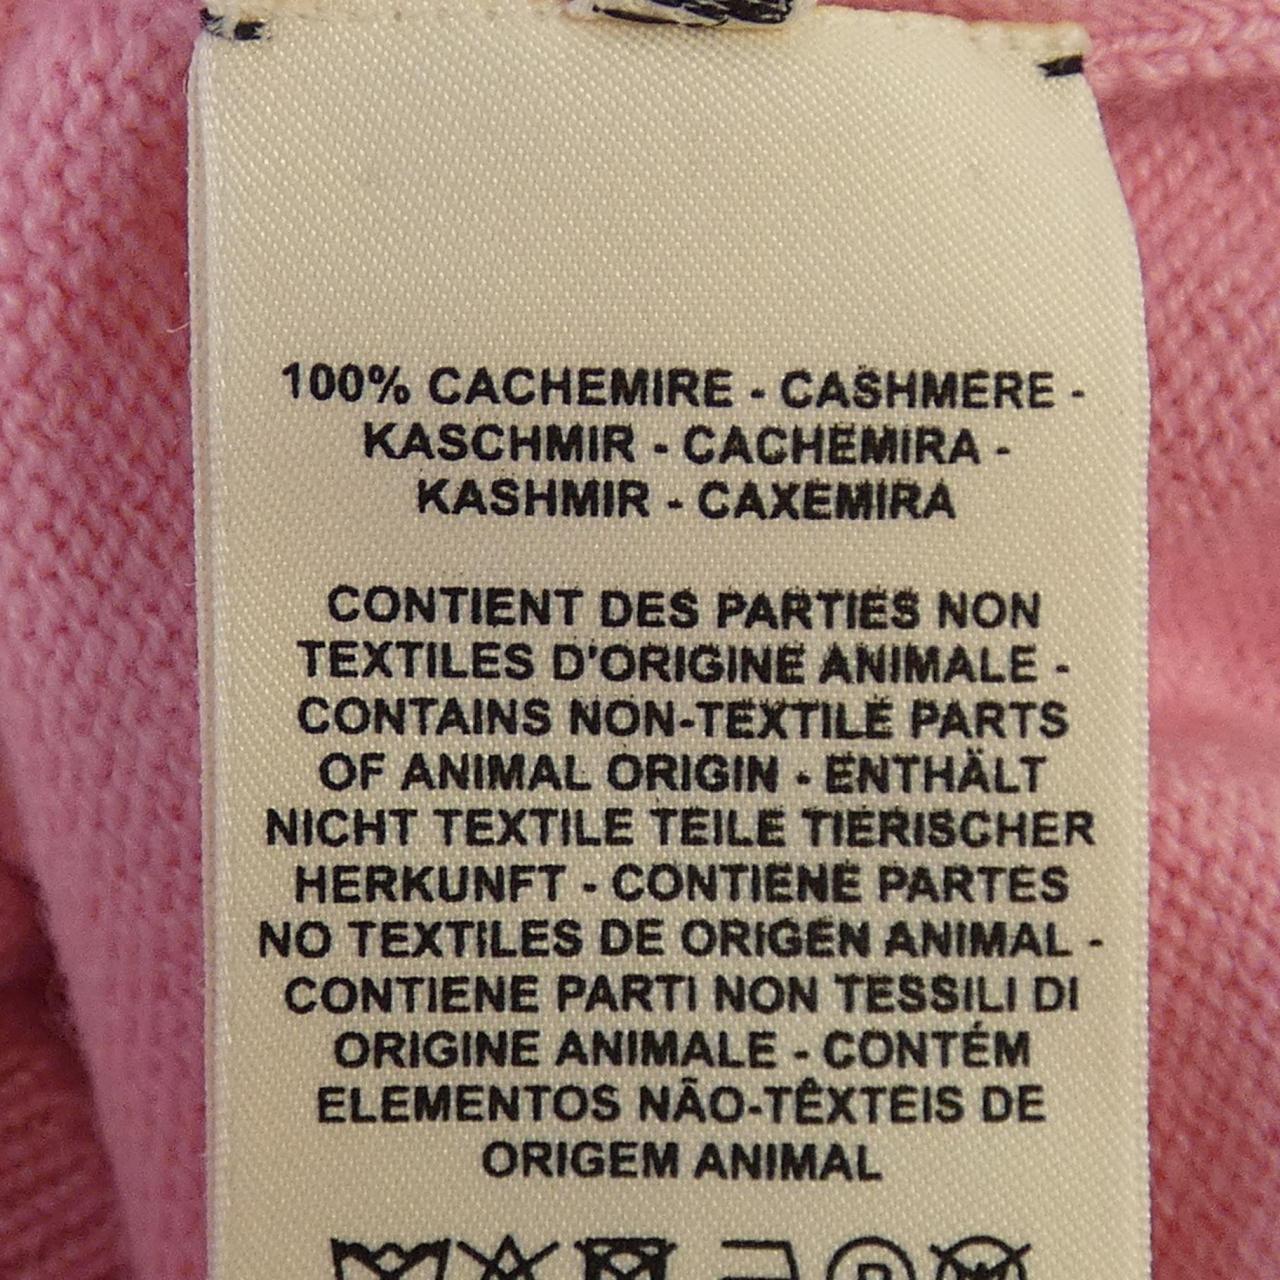 100% CACHEMIRE - CASHMERE -
KASCHMIR - CACHEMIRA -
KASHMIR - CAXEMIRA
CONTIENT DES PARTIES NON
TEXTILES D'ORIGINE ANIMALE -
CONTAINS NON-TEXTILE PARTS
OF ANIMAL ORIGIN - ENTHÄLT
NICHT TEXTILE TEILE TIERISCHER
HERKUNFT - CONTIENE PARTES
NO TEXTILES DE ORIGEN ANIMAL -
CONTIENE PARTI NON TESSILI DI
ORIGINE ANIMALE - CONTÉM
ELEMENTOS NÃO-TÊXTEIS DE
ORIGEM ANIMAL